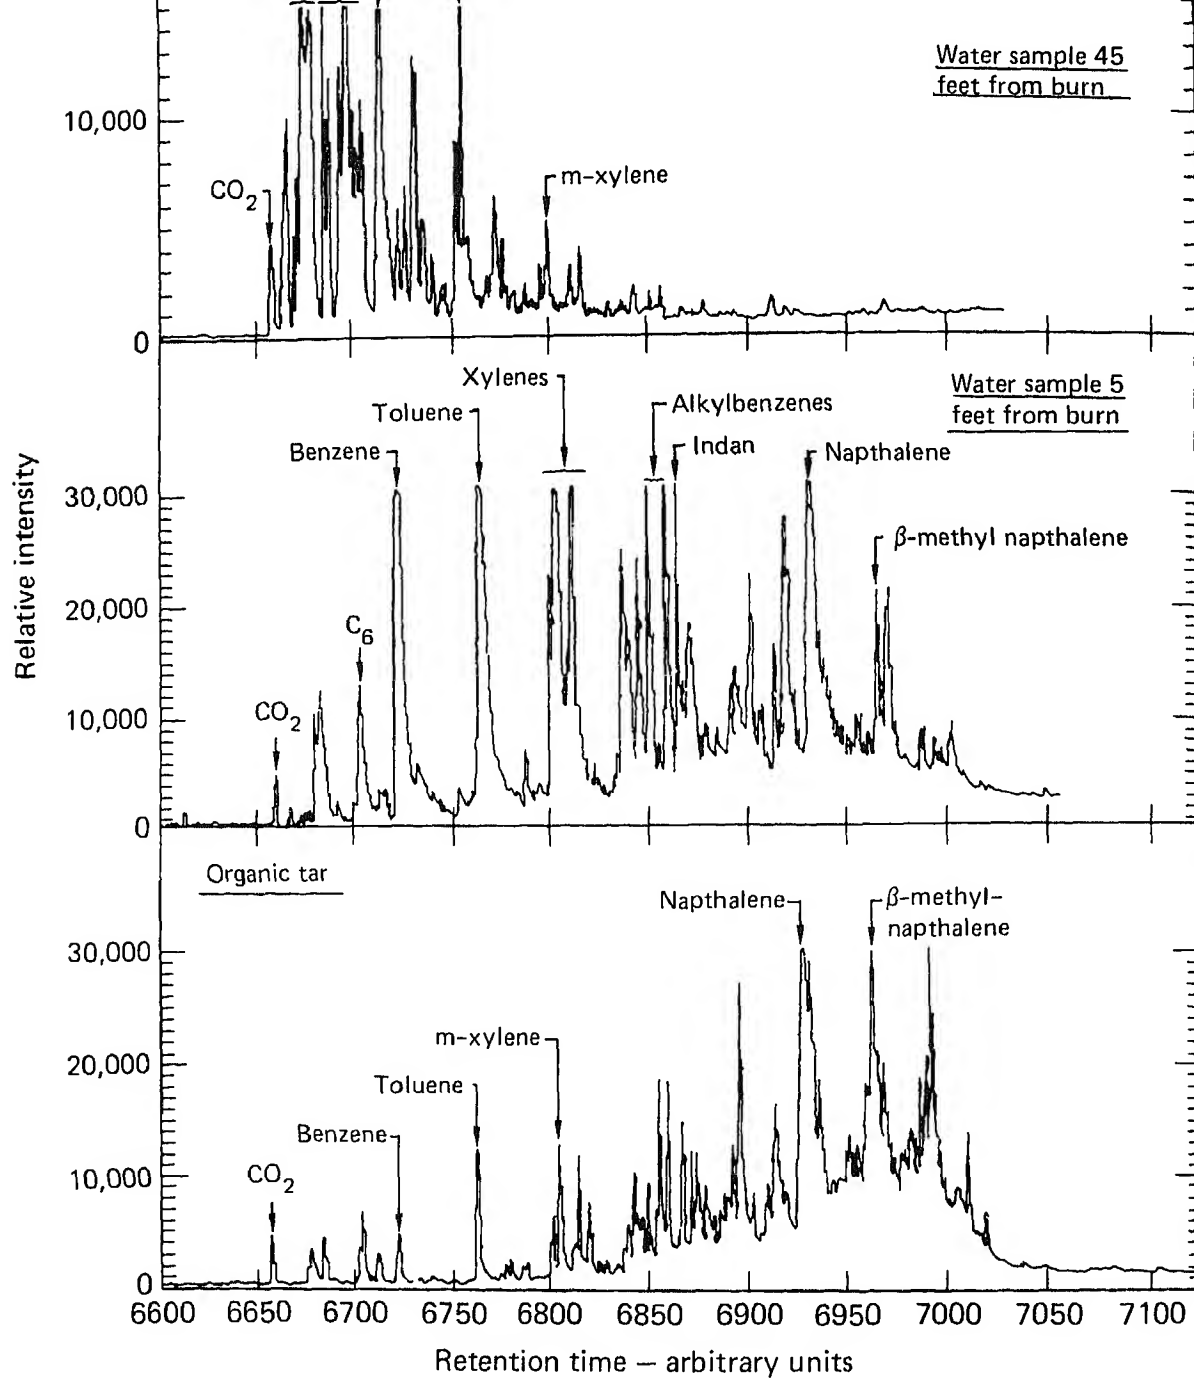 Water sample 45
feet from burn
10,000
CO2
m-xylene
0
Xylenes
Water sample 5
feet from burn
Toluene
Alkylbenzenes
Benzene
Indan
Napthalene
30,000
β-methyl napthalene
20,000
C6
CO2
10,000
0
Relative intensity
Organic tar
Napthalene
β-methyl-
napthalene
30,000
m-xylene
20,000
Toluene
Benzene
CO2
10,000
0
6600 6650 6700 6750 6800 6850 6900 6950 7000 7050 7100
Retention time — arbitrary units